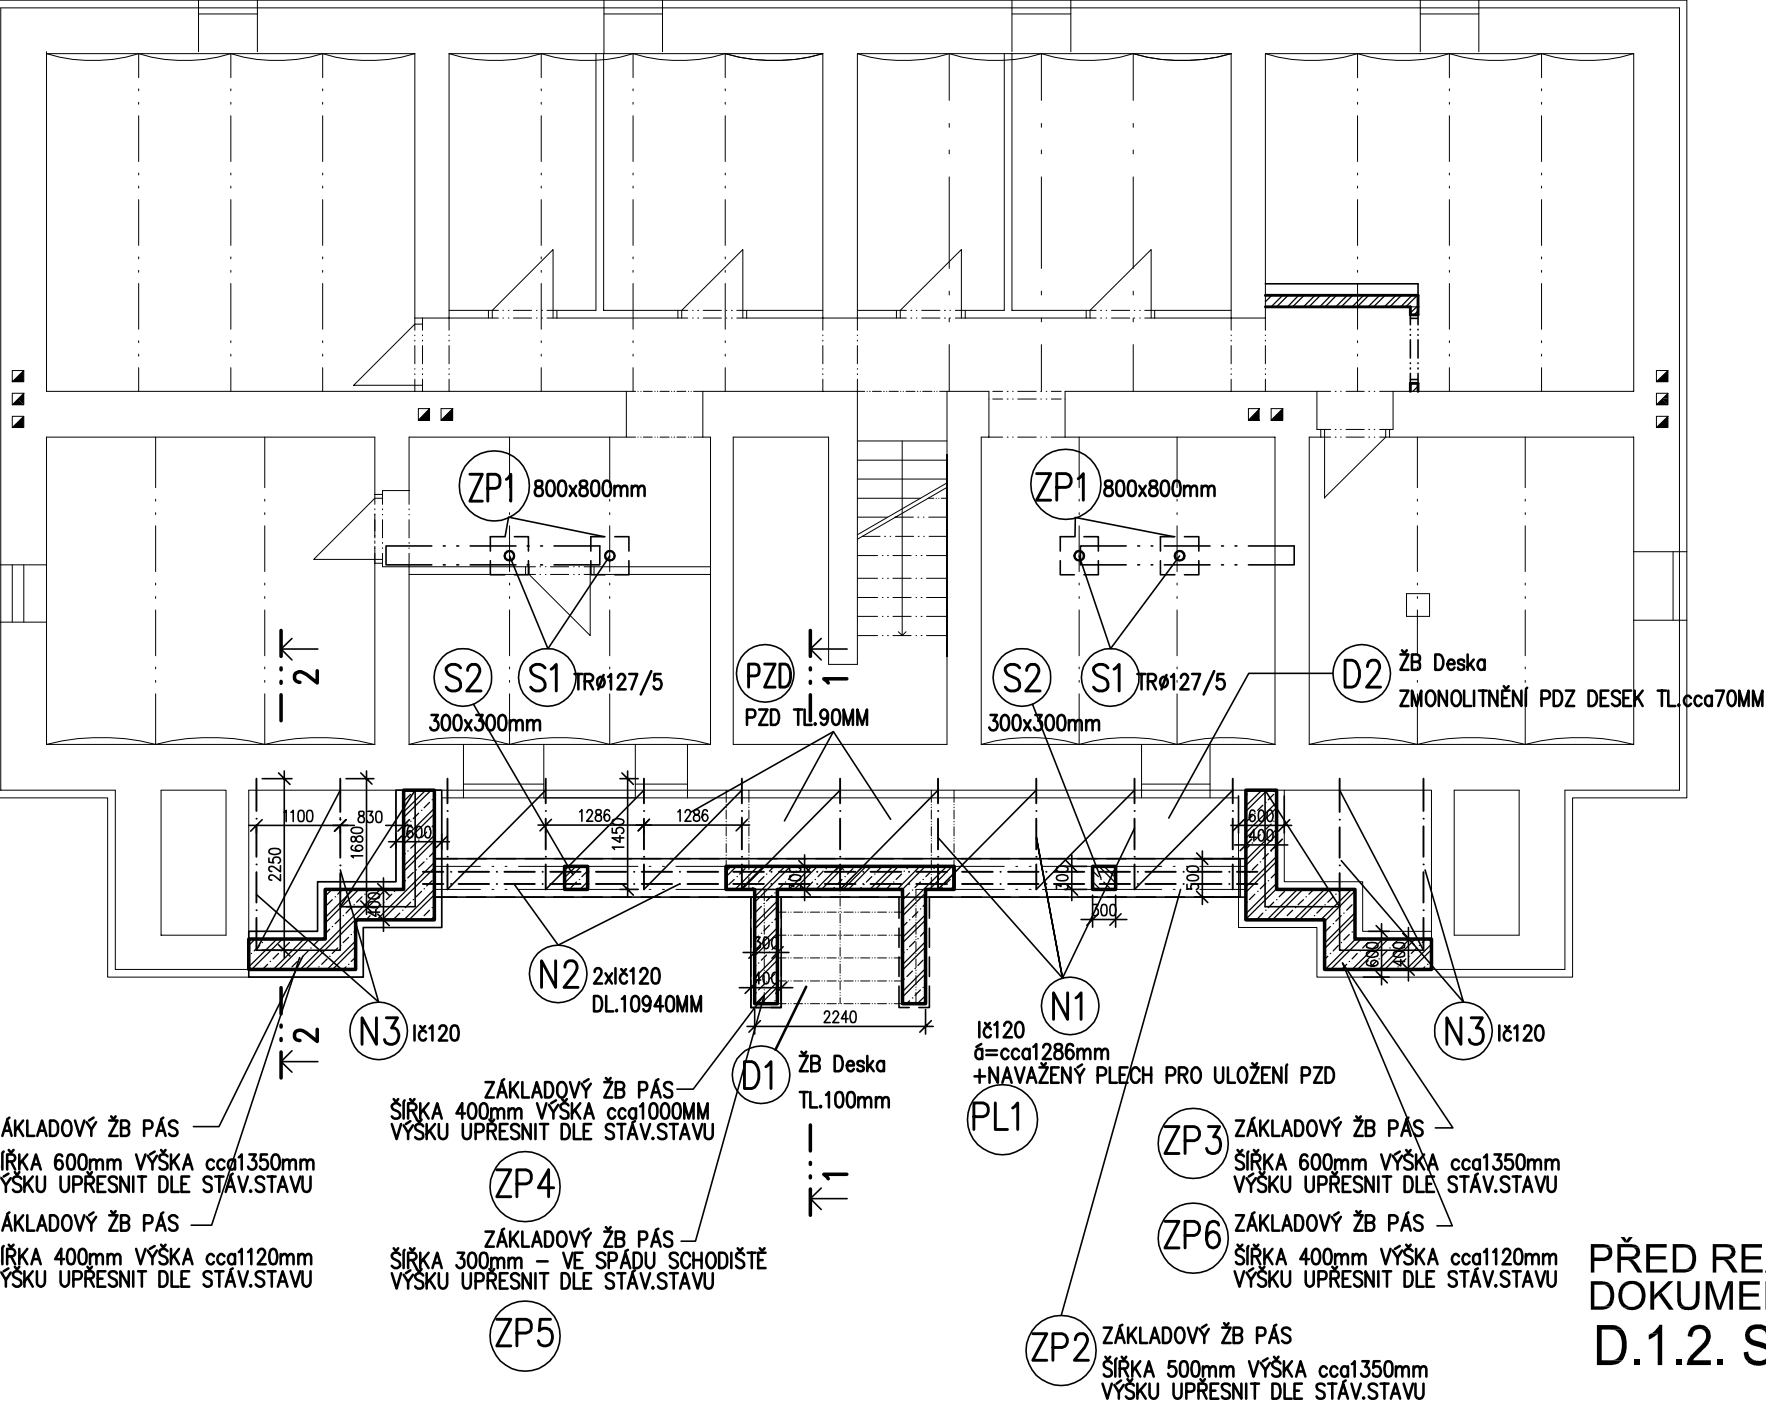 ZP1 800x800mm
ZP1 800x800mm
2
S2
300x300mm
S1 TRø127/5
PZD
PZD TL.90MM
1
S2
300x300mm
S1 TRø127/5
D2 ŽB Deska
ZMONOLITNĚNÍ PDZ DESEK TL.cca70MM
1100
830
600
2250
1680
400
1286
1450
1286
300
300
400
2240
300
300
500
600
400
600
400
N3 Ič120
2
N2 2xIč120
DL.10940MM
D1 ŽB Deska
TL.100mm
N1
Ič120
á=cca1286mm
+NAVAŽENÝ PLECH PRO ULOŽENÍ PZD
PL1
N3 Ič120
ÁKLADOVÝ ŽB PÁS
ÍŘKA 600mm VÝŠKA cca1350mm
ÝŠKU UPŘESNIT DLE STÁV.STAVU
ÁKLADOVÝ ŽB PÁS
ÍŘKA 400mm VÝŠKA cca1120mm
ÝŠKU UPŘESNIT DLE STÁV.STAVU
ZÁKLADOVÝ ŽB PÁS
ŠÍŘKA 400mm VÝŠKA cca1000MM
VÝŠKU UPŘESNIT DLE STÁV.STAVU
ZP4
ZÁKLADOVÝ ŽB PÁS
ŠÍŘKA 300mm – VE SPÁDU SCHODIŠTĚ
VÝŠKU UPŘESNIT DLE STÁV.STAVU
ZP5
1
ZP3 ZÁKLADOVÝ ŽB PÁS
ŠÍŘKA 600mm VÝŠKA cca1350mm
VÝŠKU UPŘESNIT DLE STÁV.STAVU
ZP6 ZÁKLADOVÝ ŽB PÁS
ŠÍŘKA 400mm VÝŠKA cca1120mm
VÝŠKU UPŘESNIT DLE STÁV.STAVU
ZP2 ZÁKLADOVÝ ŽB PÁS
ŠÍŘKA 500mm VÝŠKA cca1350mm
VÝŠKU UPŘESNIT DLE STÁV.STAVU
PŘED REA
DOKUME
D.1.2. S